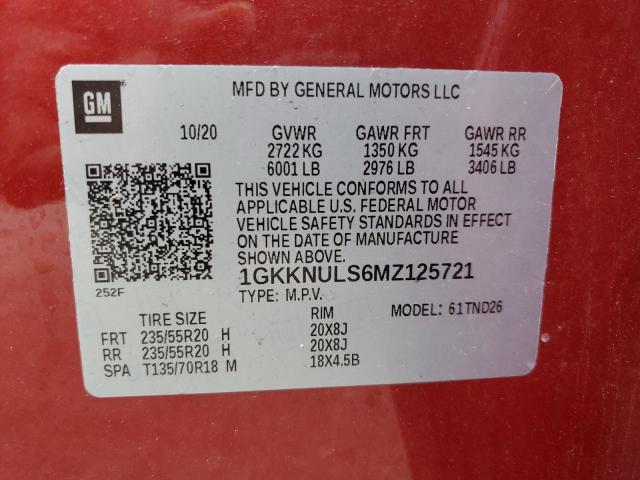 GM
MFD BY GENERAL MOTORS LLC
10/20 GVWR GAWR FRT GAWR RR
2722 KG 1350 KG 1545 KG
6001 LB 2976 LB 3406 LB
THIS VEHICLE CONFORMS TO ALL
APPLICABLE U.S. FEDERAL MOTOR
VEHICLE SAFETY STANDARDS IN EFFECT
ON THE DATE OF MANUFACTURE
SHOWN ABOVE.
1GKKNULS6MZ125721
252F
TYPE: M.P.V. MODEL: 61TND26
TIRE SIZE RIM
FRT 235/55R20 H 20X8J
RR 235/55R20 H 20X8J
SPA T135/70R18 M 18X4.5B